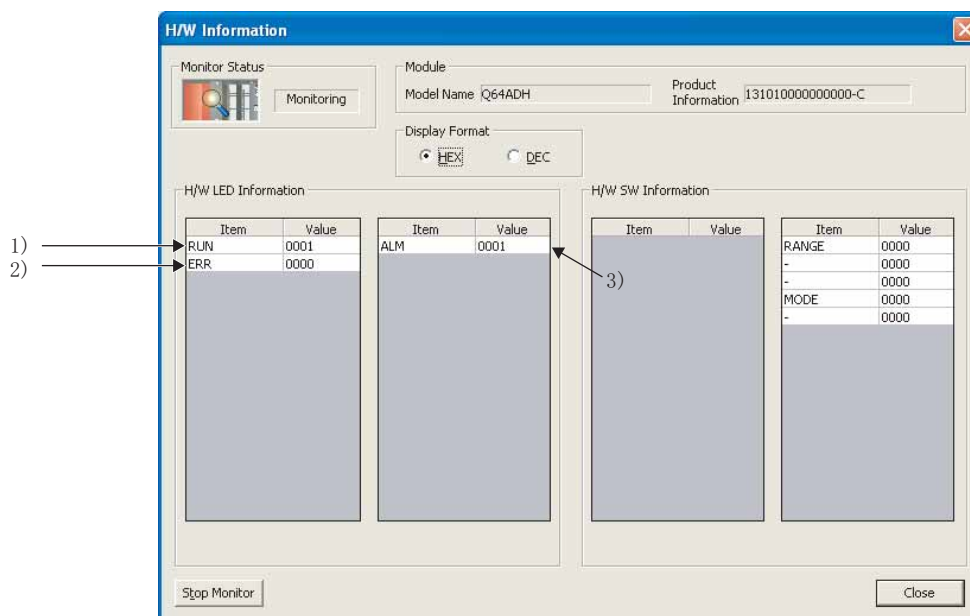 H/W Information
Monitor Status
Monitoring
Module
Model Name Q64ADH
Product Information 131010000000000-C
Display Format
HEX DEC
H/W LED Information
H/W SW Information
Item Value Item Value Item Value Item Value
1) RUN 0001 ALM 0001 RANGE 0000
2) ERR 0000 - 0000
3) - 0000
MODE 0000
- 0000
Stop Monitor Close